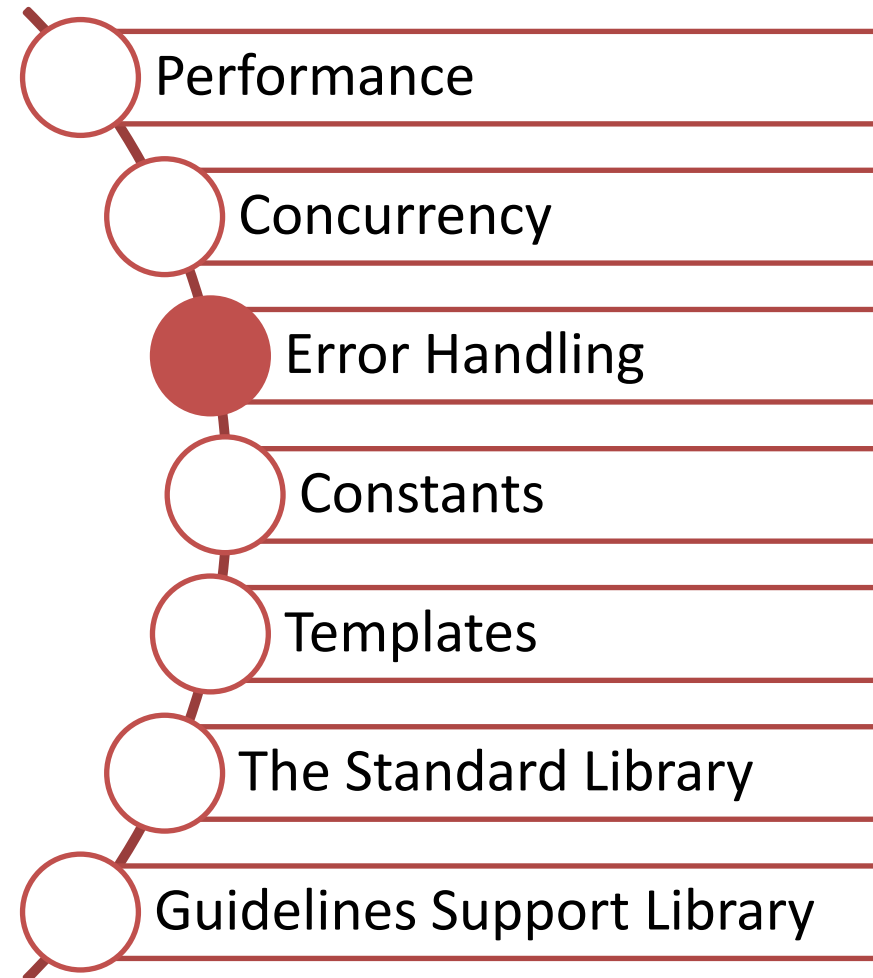 Performance
Concurrency
Error Handling
Constants
Templates
The Standard Library
Guidelines Support Library